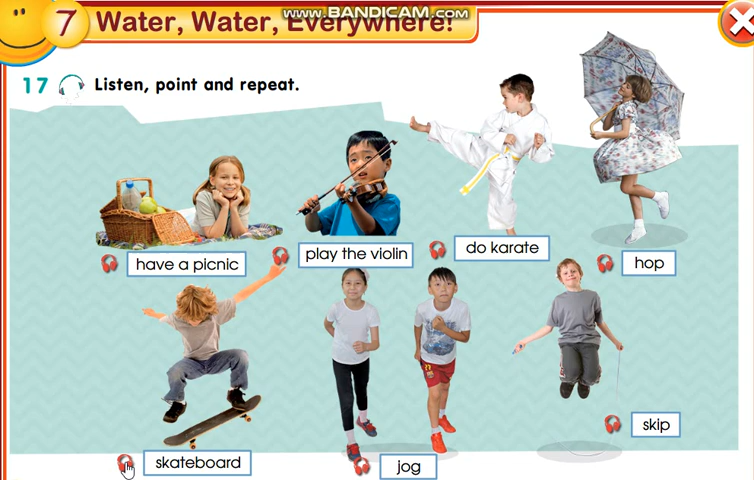 www.BANDICAM.com
7 Water, Water, Everywhere!
17 Listen, point and repeat.
have a picnic
play the violin
do karate
hop
skateboard
jog
skip